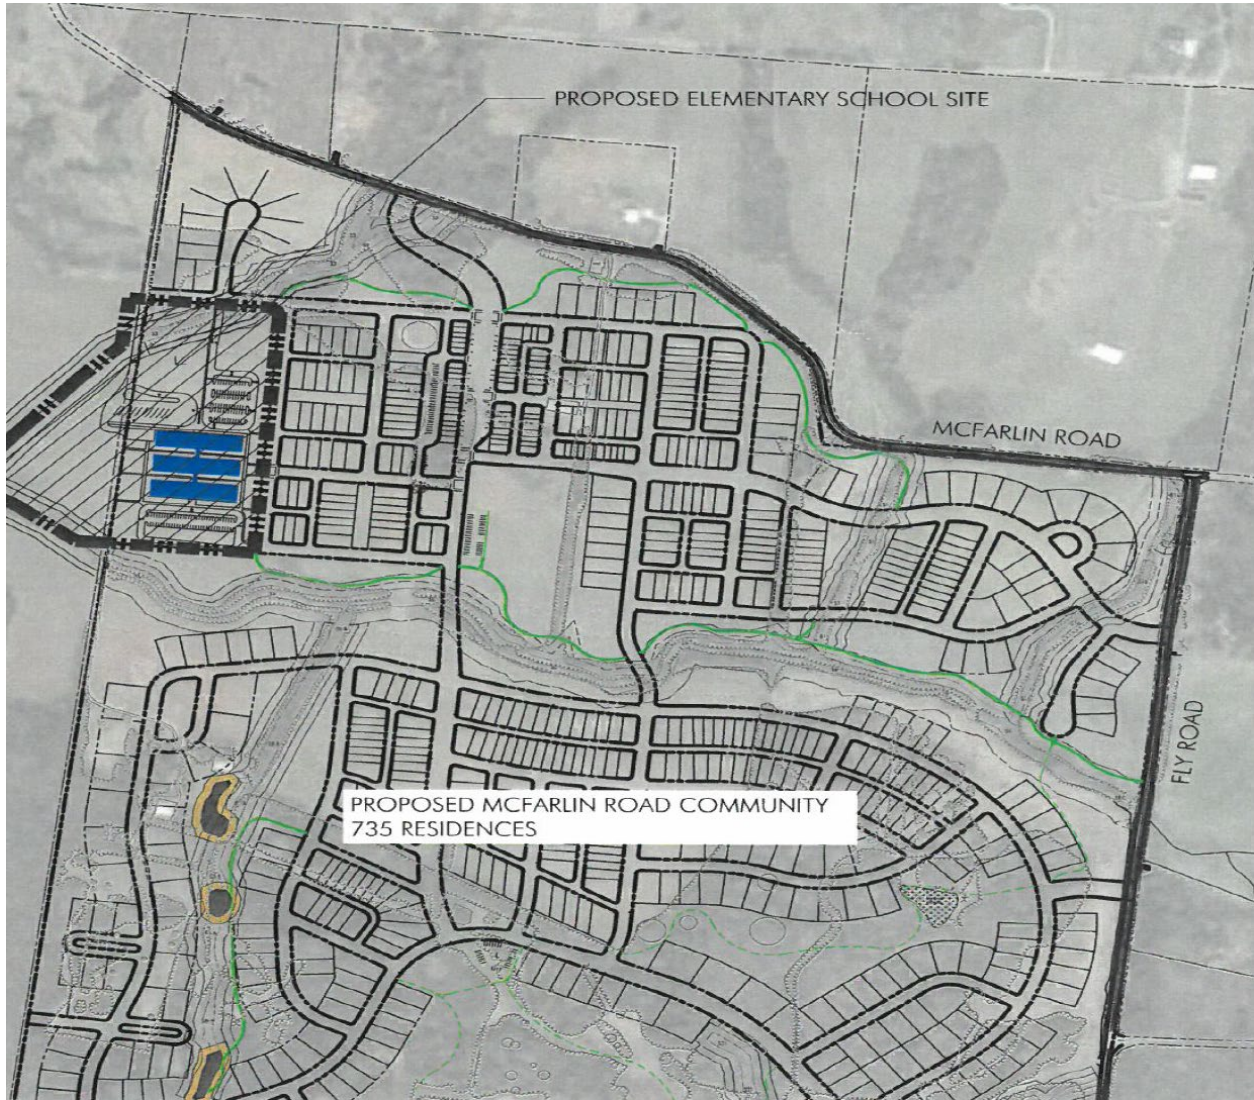 PROPOSED ELEMENTARY SCHOOL SITE
MCFARLIN ROAD
FLY ROAD
PROPOSED MCFARLIN ROAD COMMUNITY
735 RESIDENCES